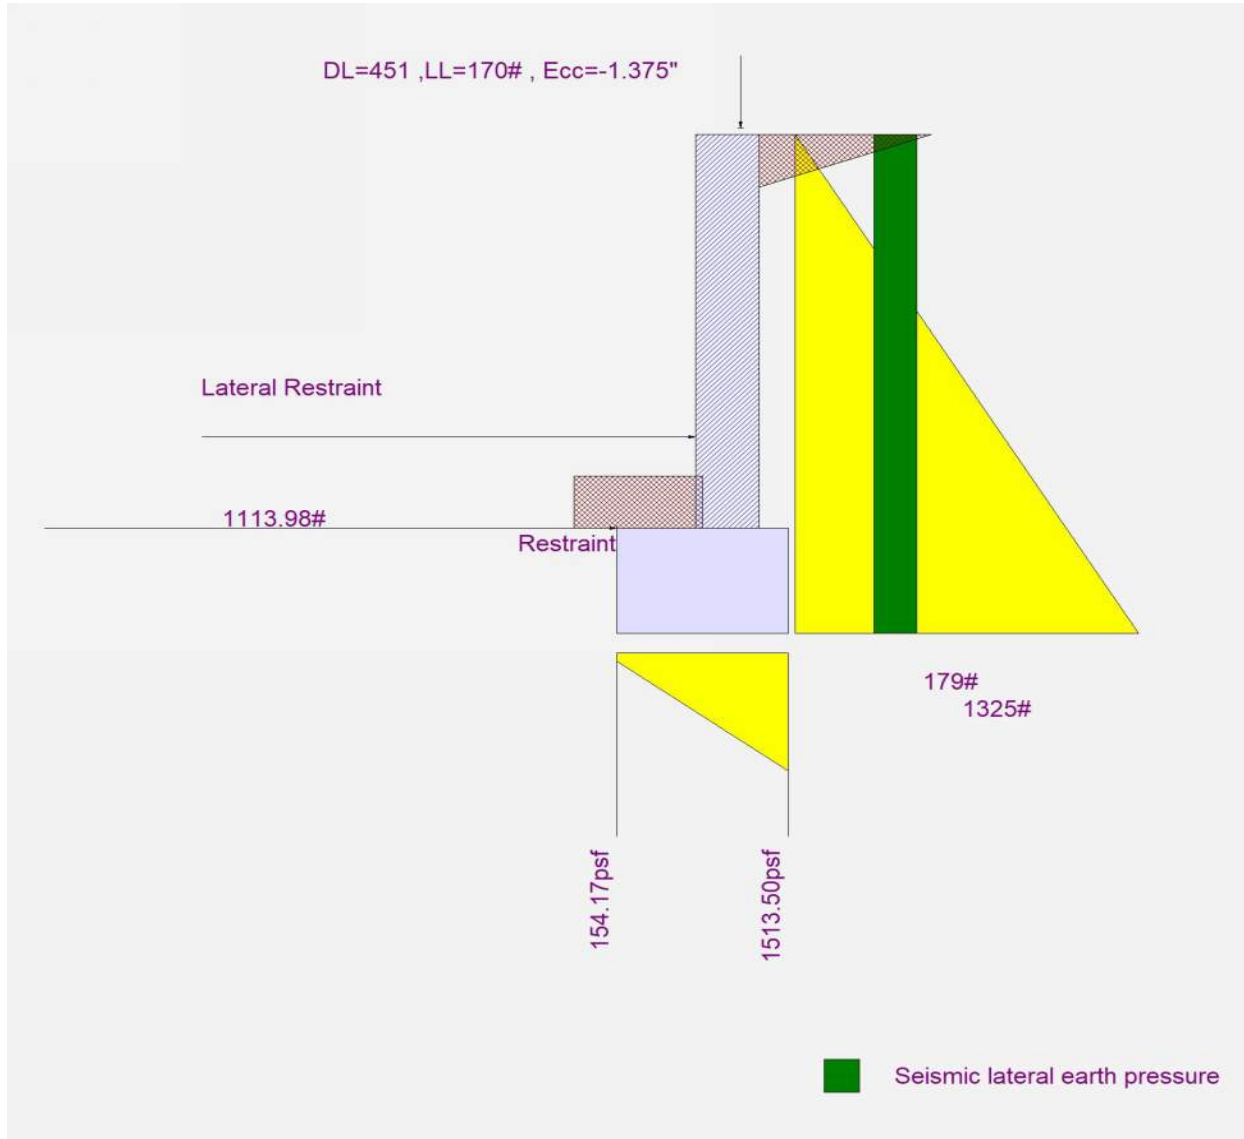 DL=451 ,LL=170# , Ecc=-1.375"
Lateral Restraint
1113.98#
Restraint
179#
1325#
154.17psf
1513.50psf
Seismic lateral earth pressure